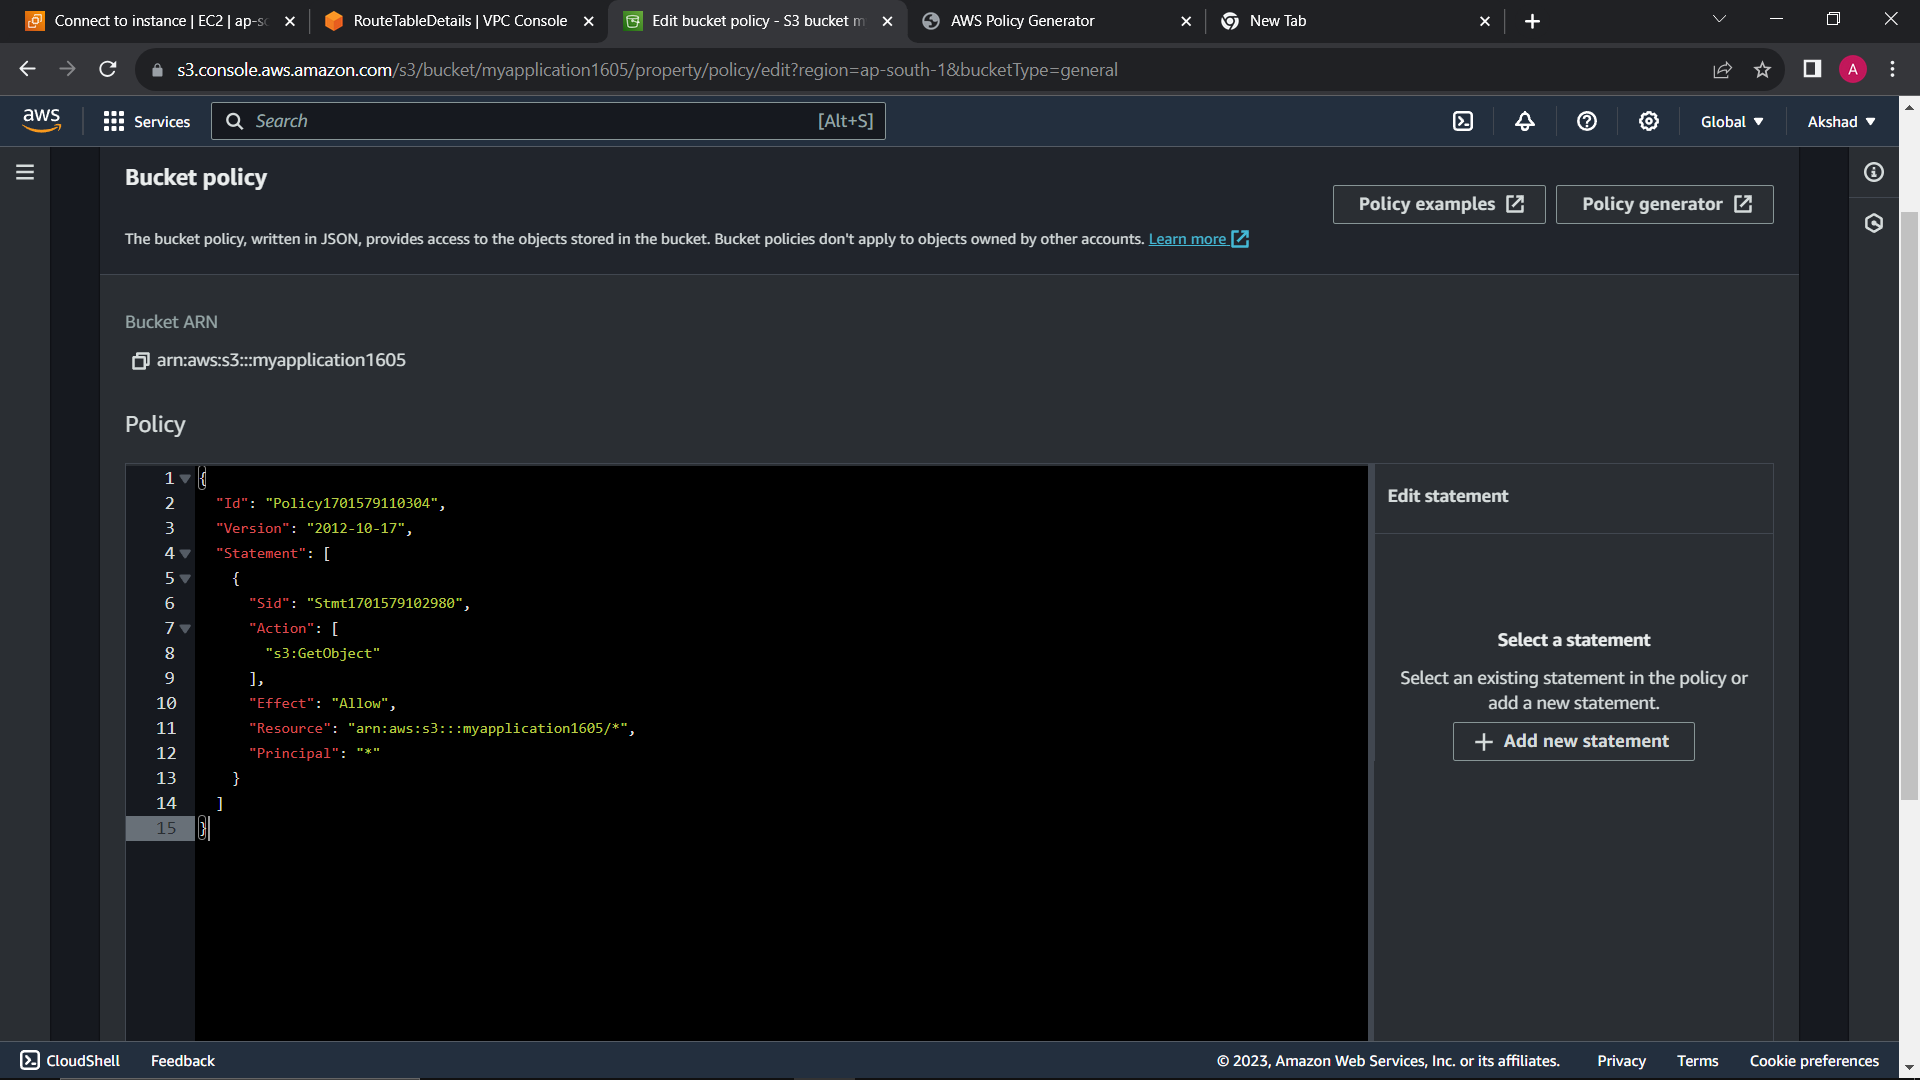 Connect to instance | EC2 | ap-s
RouteTableDetails | VPC Console
Edit bucket policy - S3 bucket m
AWS Policy Generator
New Tab
s3.console.aws.amazon.com/s3/bucket/myapplication1605/property/policy/edit?region=ap-south-1&bucketType=general
A
aws
Services
Search
[Alt+S]
Global
Akshad
Bucket policy
Policy examples
Policy generator
The bucket policy, written in JSON, provides access to the objects stored in the bucket. Bucket policies don't apply to objects owned by other accounts. Learn more
Bucket ARN
arn:aws:s3:::myapplication1605
Policy
1 {
2 "Id": "Policy1701579110304",
3 "Version": "2012-10-17",
4 "Statement": [
5 {
6 "Sid": "Stmt1701579102980",
7 "Action": [
8 "s3:GetObject"
9 ],
10 "Effect": "Allow",
11 "Resource": "arn:aws:s3:::myapplication1605/*",
12 "Principal": "*"
13 }
14 ]
15 }
Edit statement
Select a statement
Select an existing statement in the policy or
add a new statement.
+ Add new statement
CloudShell
Feedback
© 2023, Amazon Web Services, Inc. or its affiliates.
Privacy
Terms
Cookie preferences